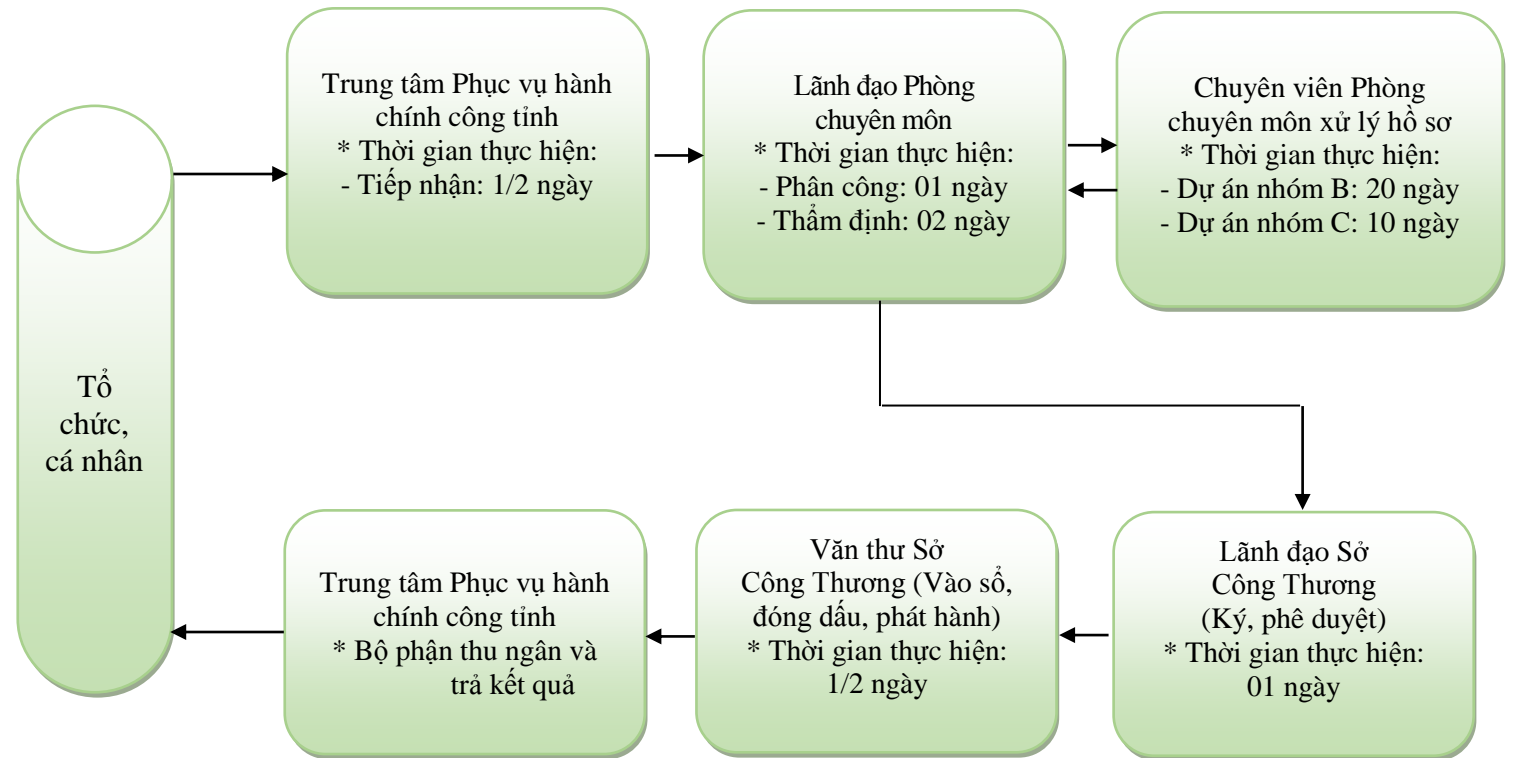 Tổ
chức,
cá nhân
Trung tâm Phục vụ hành
chính công tỉnh
* Thời gian thực hiện:
- Tiếp nhận: 1/2 ngày
Lãnh đạo Phòng
chuyên môn
* Thời gian thực hiện:
- Phân công: 01 ngày
- Thẩm định: 02 ngày
Chuyên viên Phòng
chuyên môn xử lý hồ sơ
* Thời gian thực hiện:
- Dự án nhóm B: 20 ngày
- Dự án nhóm C: 10 ngày
Lãnh đạo Sở
Công Thương
(Ký, phê duyệt)
* Thời gian thực hiện:
01 ngày
Văn thư Sở
Công Thương (Vào sổ,
đóng dấu, phát hành)
* Thời gian thực hiện:
1/2 ngày
Trung tâm Phục vụ hành
chính công tỉnh
* Bộ phận thu ngân và
trả kết quả